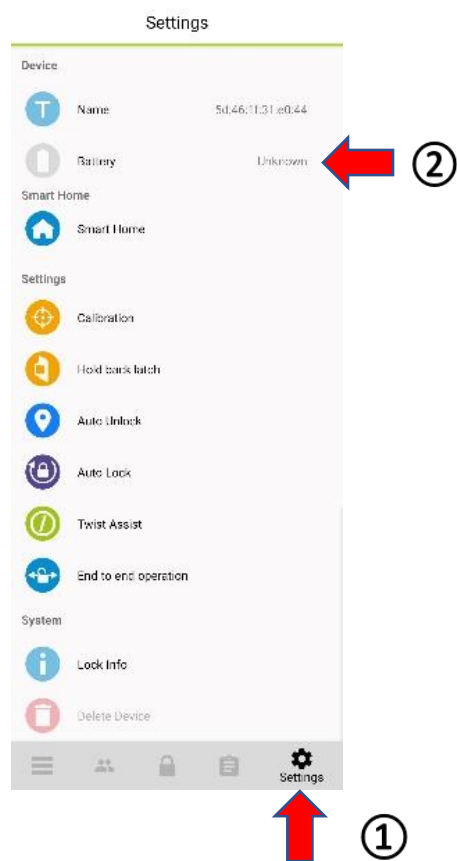 Settings
Device
T
Name 5d:46:1f:31:e0:44
Battery Unknown
②
Smart Home
Smart Home
Settings
Calibration
Hold back latch
Auto Unlock
Auto Lock
Twist Assist
End to end operation
System
i
Lock Info
Delete Device
Settings
①